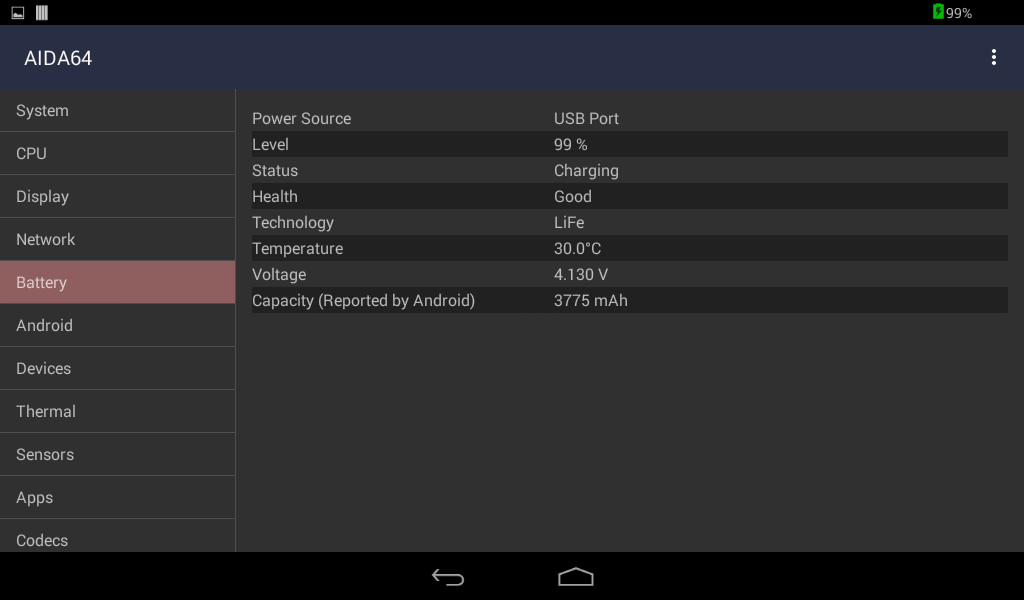 99%
AIDA64
System
CPU
Display
Network
Battery
Android
Devices
Thermal
Sensors
Apps
Codecs
Power Source USB Port
Level 99 %
Status Charging
Health Good
Technology LiFe
Temperature 30.0°C
Voltage 4.130 V
Capacity (Reported by Android) 3775 mAh